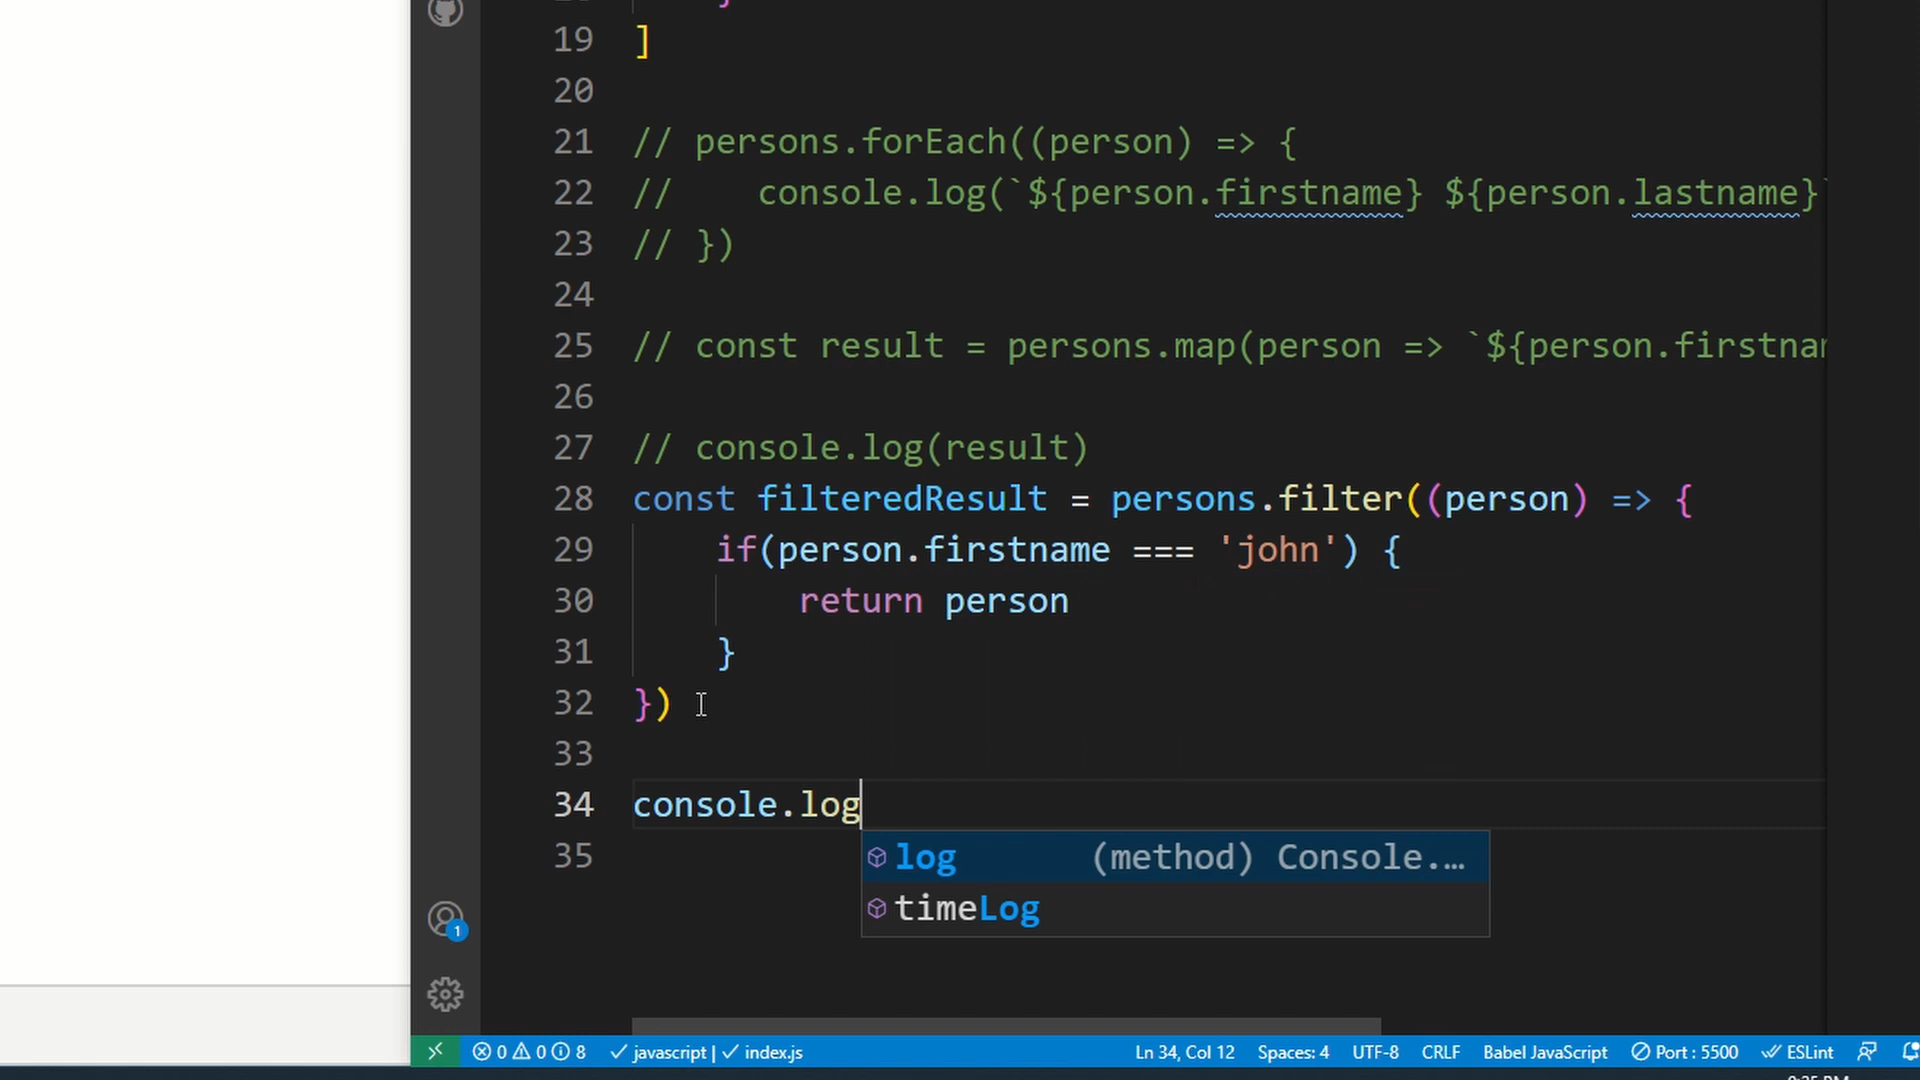 19 ]
20
21 // persons.forEach((person) => {
22 //    console.log(`${person.firstname} ${person.lastname}`
23 // })
24
25 // const result = persons.map(person => `${person.firstnam
26
27 // console.log(result)
28 const filteredResult = persons.filter((person) => {
29     if(person.firstname === 'john') {
30         return person
31     }
32 })
33
34 console.log
log (method) Console.…
35
timeLog
1
0 0 8 javascript | index.js Ln 34, Col 12 Spaces: 4 UTF-8 CRLF Babel JavaScript Port : 5500 ESLint